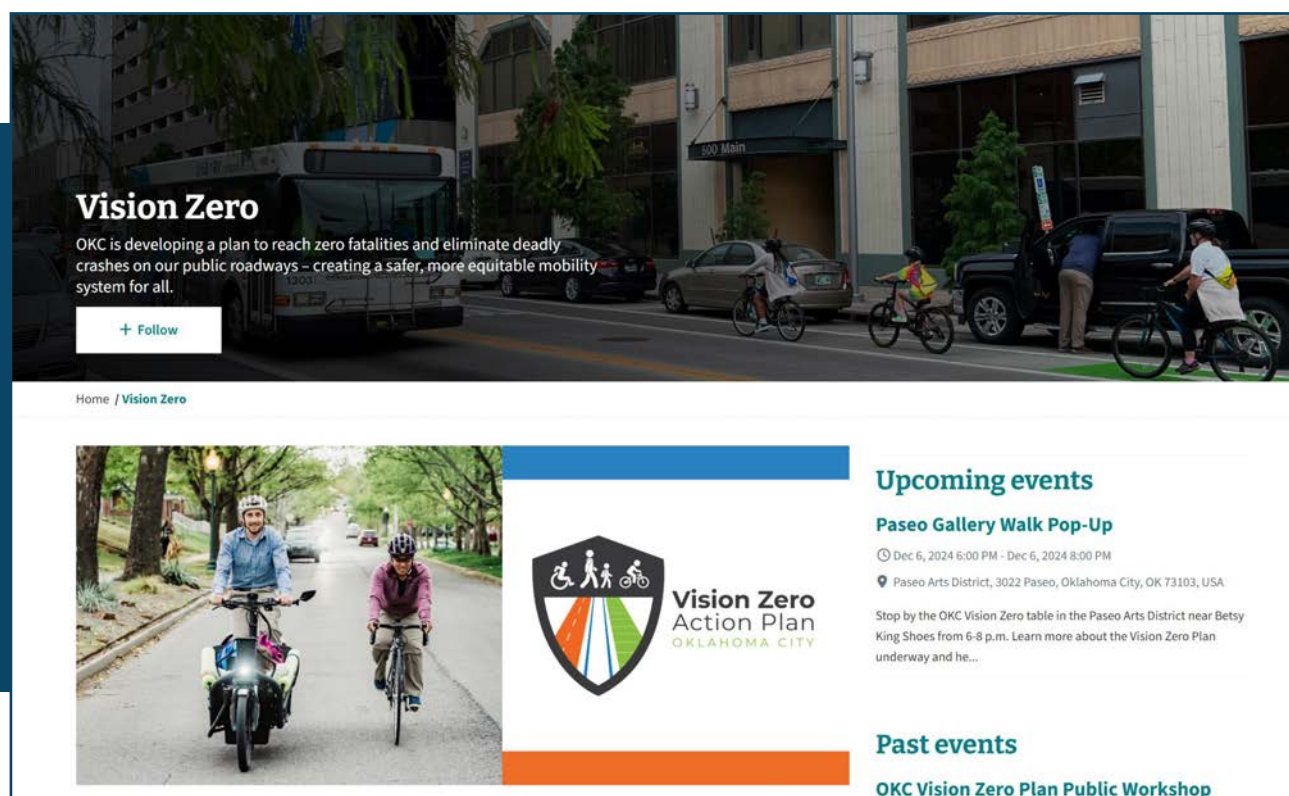 500 Main
Vision Zero
OKC is developing a plan to reach zero fatalities and eliminate deadly
crashes on our public roadways – creating a safer, more equitable mobility
system for all.
1203
+ Follow
Home / Vision Zero
Vision Zero
Action Plan
OKLAHOMA CITY
Upcoming events
Paseo Gallery Walk Pop-Up
Dec 6, 2024 6:00 PM - Dec 6, 2024 8:00 PM
Paseo Arts District, 3022 Paseo, Oklahoma City, OK 73103, USA
Stop by the OKC Vision Zero table in the Paseo Arts District near Betsy
King Shoes from 6-8 p.m. Learn more about the Vision Zero Plan
underway and he...
Past events
OKC Vision Zero Plan Public Workshop